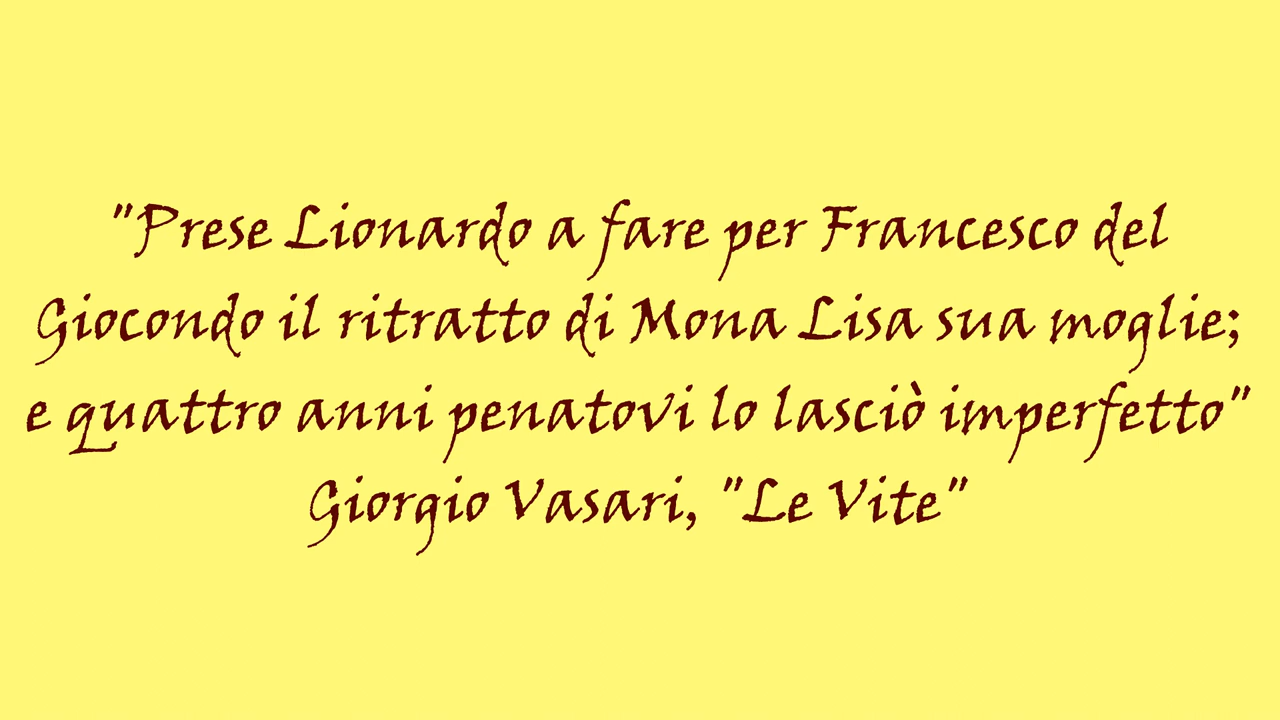 "Prese Lionardo a fare per Francesco del
Giocondo il ritratto di Mona Lisa sua moglie;
e quattro anni penatovi lo lasciò imperfetto"
Giorgio Vasari, "Le Vite"